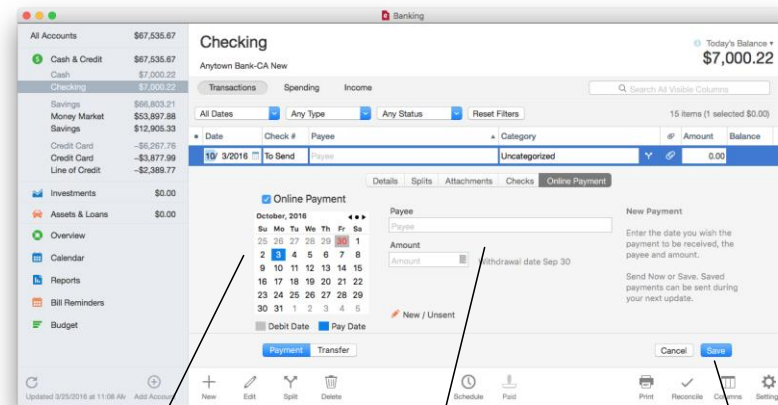 Banking
All Accounts $67,535.67
Cash & Credit $67,535.67
Cash $7,000.22
Checking $7,000.22
Savings $66,803.21
Money Market $53,897.88
Savings $12,905.33
Credit Card -$6,267.76
Credit Card -$3,877.99
Line of Credit -$2,389.77
Investments $0.00
Assets & Loans $0.00
Overview
Calendar
Reports
Bill Reminders
Budget
Updated 3/25/2016 at 11:08 AM Add Account
Checking
Anytown Bank-CA New
Today's Balance
$7,000.22
Transactions Spending Income
Search All Visible Columns
All Dates Any Type Any Status Reset Filters
15 items (1 selected $0.00)
Date Check # Payee Category Amount Balance
10/ 3/2016 To Send Payee Uncategorized 0.00
Details Splits Attachments Checks Online Payment
Online Payment
October, 2016
Su Mo Tu We Th Fr Sa
25 26 27 28 29 30 1
2 3 4 5 6 7 8
9 10 11 12 13 14 15
16 17 18 19 20 21 22
23 24 25 26 27 28 29
30 31 1 2 3 4 5
Debit Date Pay Date
Payee
Payee
Amount
Amount Withdrawal date Sep 30
New / Unsent
New Payment
Enter the date you wish the
payment to be received, the
payee and amount.
Send Now or Save. Saved
payments can be sent during
your next update.
Payment Transfer
Cancel Save
New Edit Split Delete Schedule Paid Print Reconcile Columns Setting